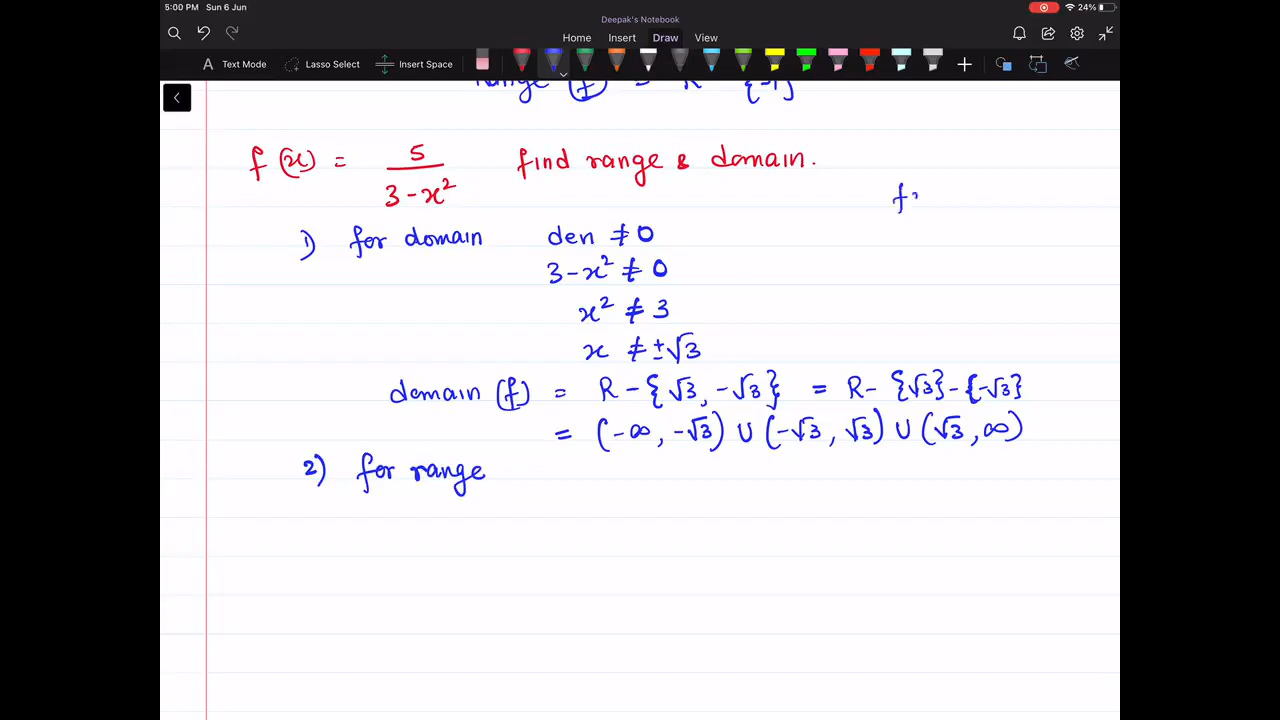 5:00 PM Sun 6 Jun
24%
Deepak's Notebook
Home Insert Draw View
Text Mode Lasso Select Insert Space
range (f) = R - {
f(x) = 5 / 3 - x² find range & domain.
f
1) for domain den ≠ 0
3 - x² ≠ 0
x² ≠ 3
x ≠ ±√3
domain (f) = R - {√3, -√3} = R - {√3} - {-√3}
= (-∞, -√3) ∪ (-√3, √3) ∪ (√3, ∞)
2) for range